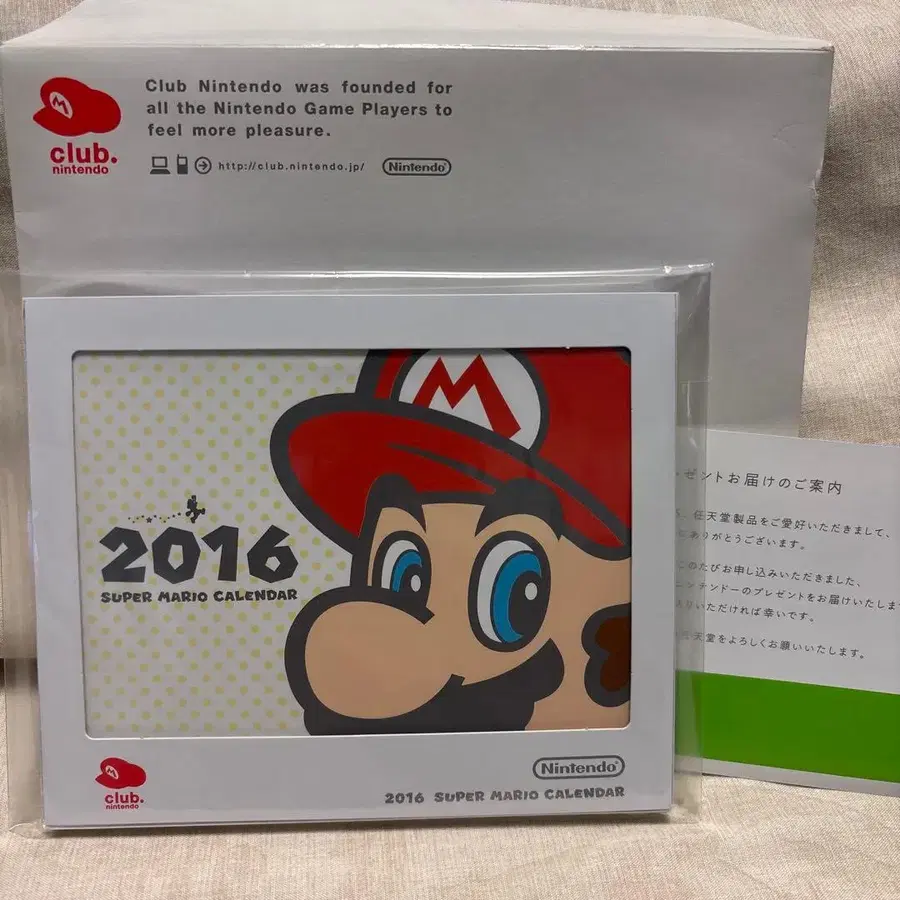 Club Nintendo was founded for
all the Nintendo Game Players to
feel more pleasure.
M
club.
nintendo
http://club.nintendo.jp/
Nintendo
M
2016
SUPER MARIO CALENDAR
M
club.
nintendo
Nintendo
2016 SUPER MARIO CALENDAR
ゼントお届けのご案内
、任天堂製品をご愛好いただきまして、
ありがとうございます。
このたびお申し込みいただきました、
ニンテンドーのプレゼントをお届けいたしま
いただければ幸いです。
天堂をよろしくお願いいたします。